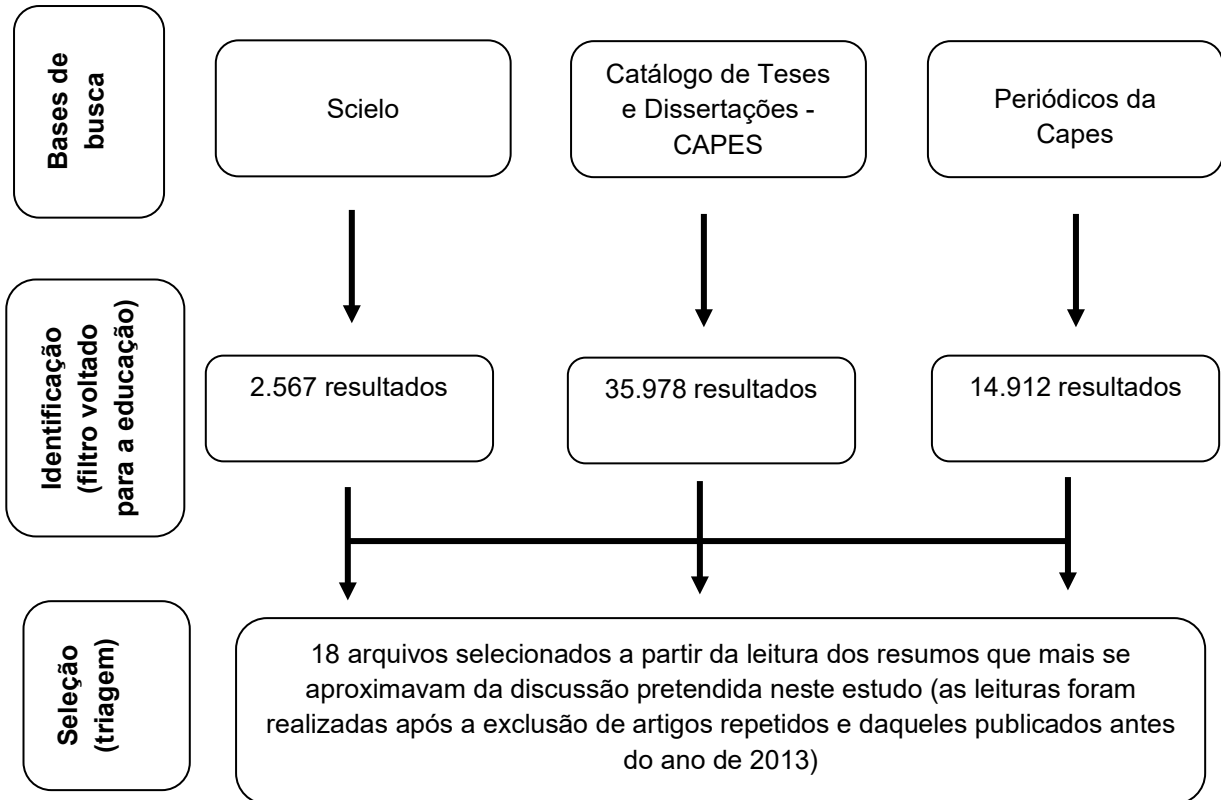 Bases de
busca
Scielo
Catálogo de Teses
e Dissertações -
CAPES
Periódicos da
Capes
Identificação
(filtro voltado
para a educação)
2.567 resultados
35.978 resultados
14.912 resultados
Seleção
(triagem)
18 arquivos selecionados a partir da leitura dos resumos que mais se
aproximavam da discussão pretendida neste estudo (as leituras foram
realizadas após a exclusão de artigos repetidos e daqueles publicados antes
do ano de 2013)